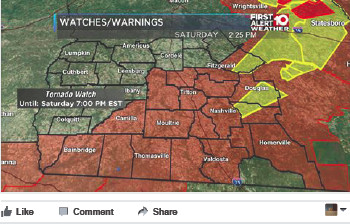 Macon
Wrightsville
WATCHES/WARNINGS
FIRST 10
ALERT
WEATHER
Statesboro
SATURDAY 2:25 PM
Lumpkin
Americus
Cordele
Cuthbert
Leesburg
Fitzgerald
Tornado Watch
Albany
Tifton
Douglas
Until: Saturday 7:00 PM EST
Colquitt
Camilla
Moultrie
Nashville
Bainbridge
Thomasville
Valdosta
Homerville
75
Like Comment Share